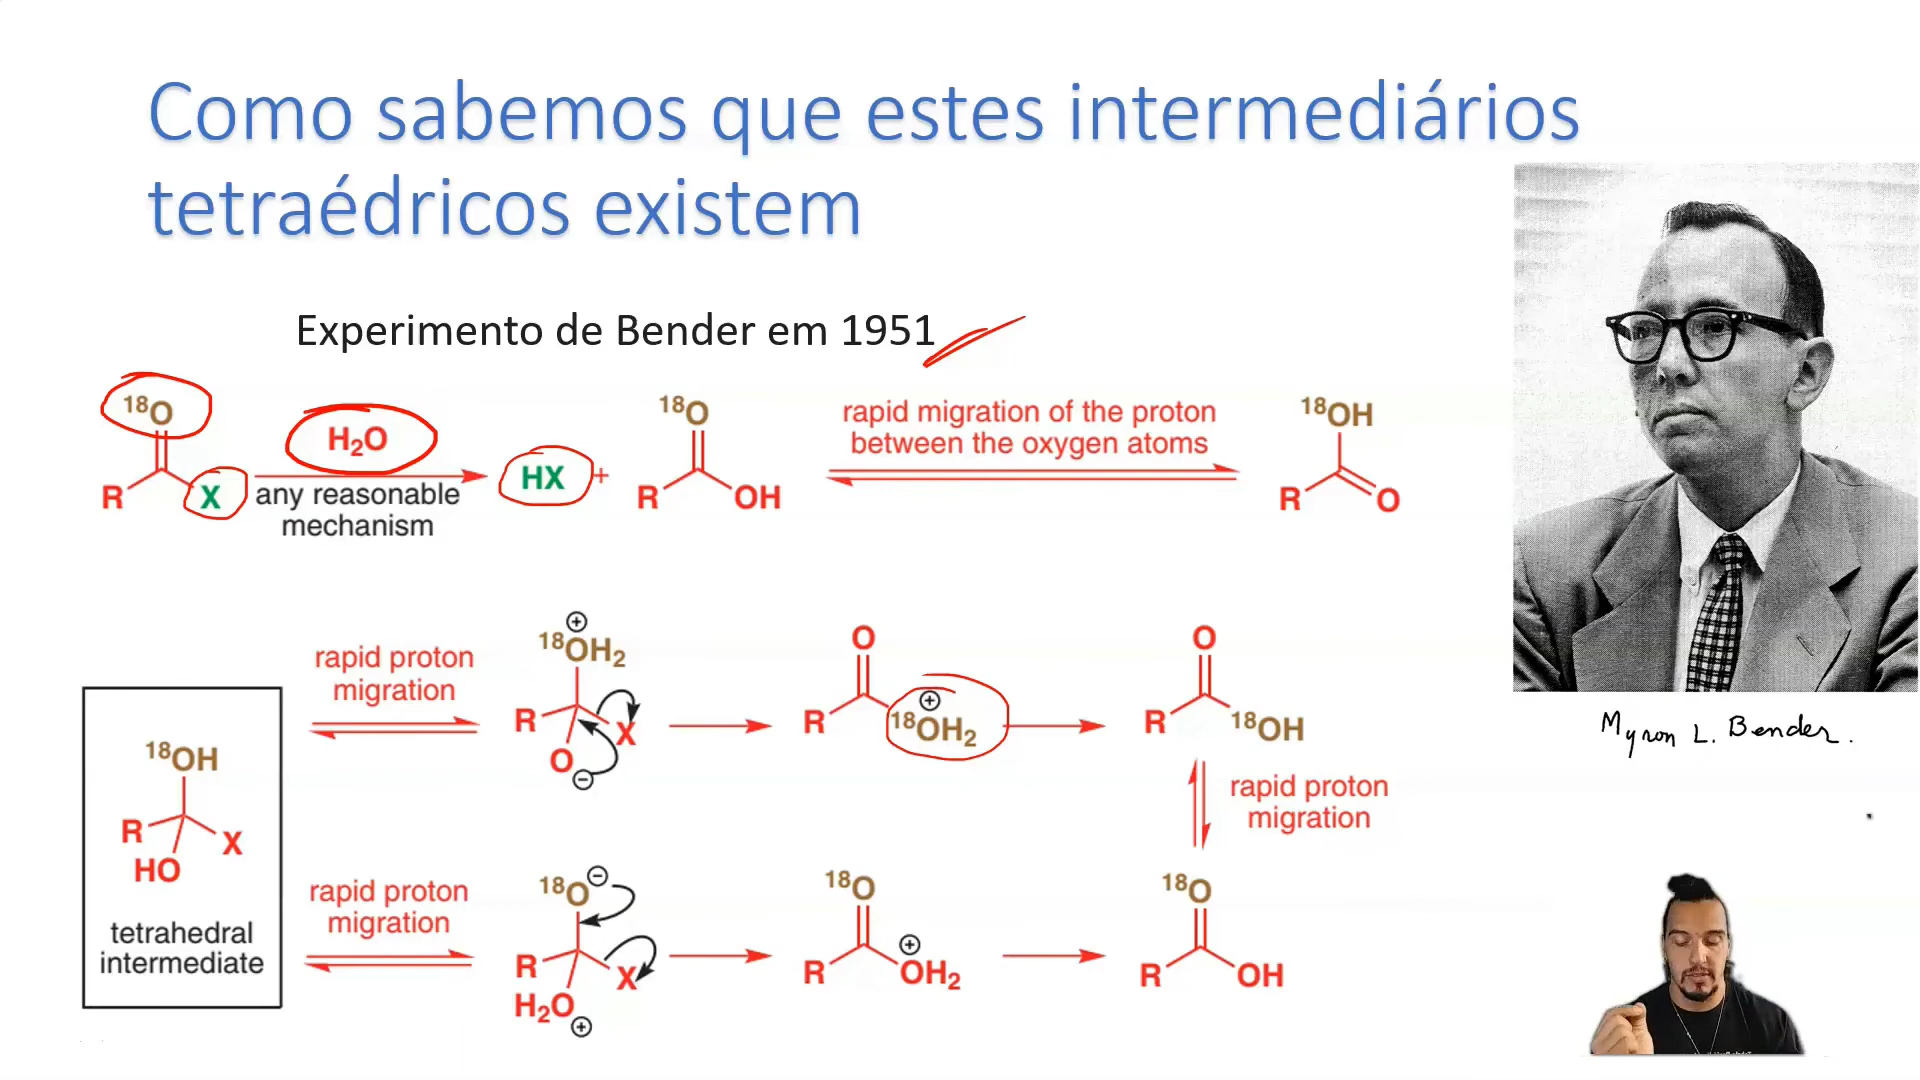 Como sabemos que estes intermediários
tetraédricos existem
Experimento de Bender em 1951
18O
R
X
H2O
any reasonable
mechanism
HX
+
18O
R
OH
rapid migration of the proton
between the oxygen atoms
18OH
R
O
Myron L. Bender.
18OH
R
X
HO
tetrahedral
intermediate
rapid proton
migration
⊕
18OH2
R
X
O
⊖
O
R
⊕
18OH2
O
R
18OH
rapid proton
migration
rapid proton
migration
18O
⊖
R
X
H2O
⊕
18O
R
⊕
OH2
18O
R
OH